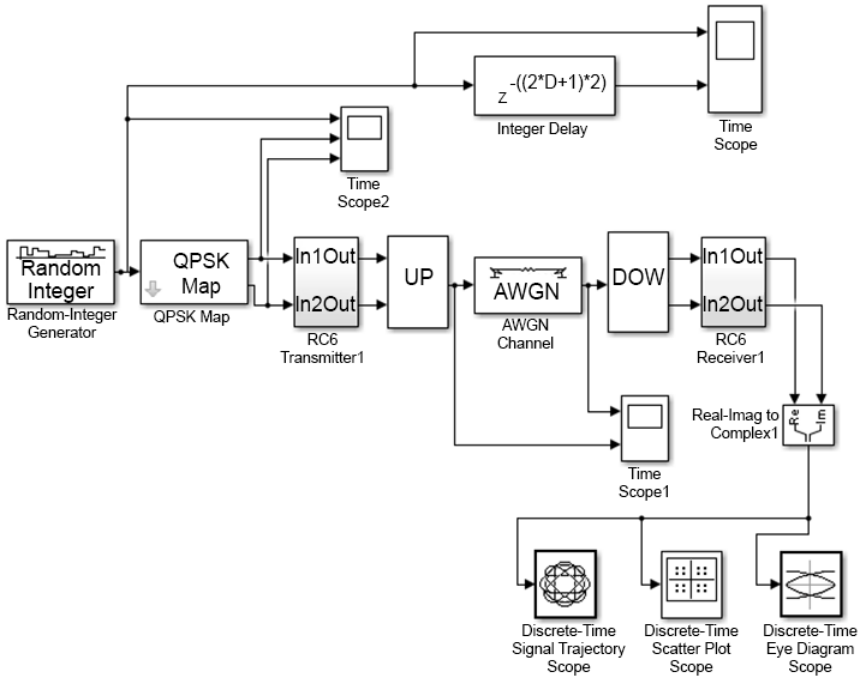 z -((2*D+1)*2)
Integer Delay
Time
Scope
Time
Scope2
Random
Integer
Random-Integer
Generator
QPSK
Map
QPSK Map
In1Out
In2Out
RC6
Transmitter1
UP
AWGN
AWGN
Channel
DOW
In1Out
In2Out
RC6
Receiver1
Time
Scope1
Real-Imag to
Complex1
Re
Im
Discrete-Time
Signal Trajectory
Scope
Discrete-Time
Scatter Plot
Scope
Discrete-Time
Eye Diagram
Scope